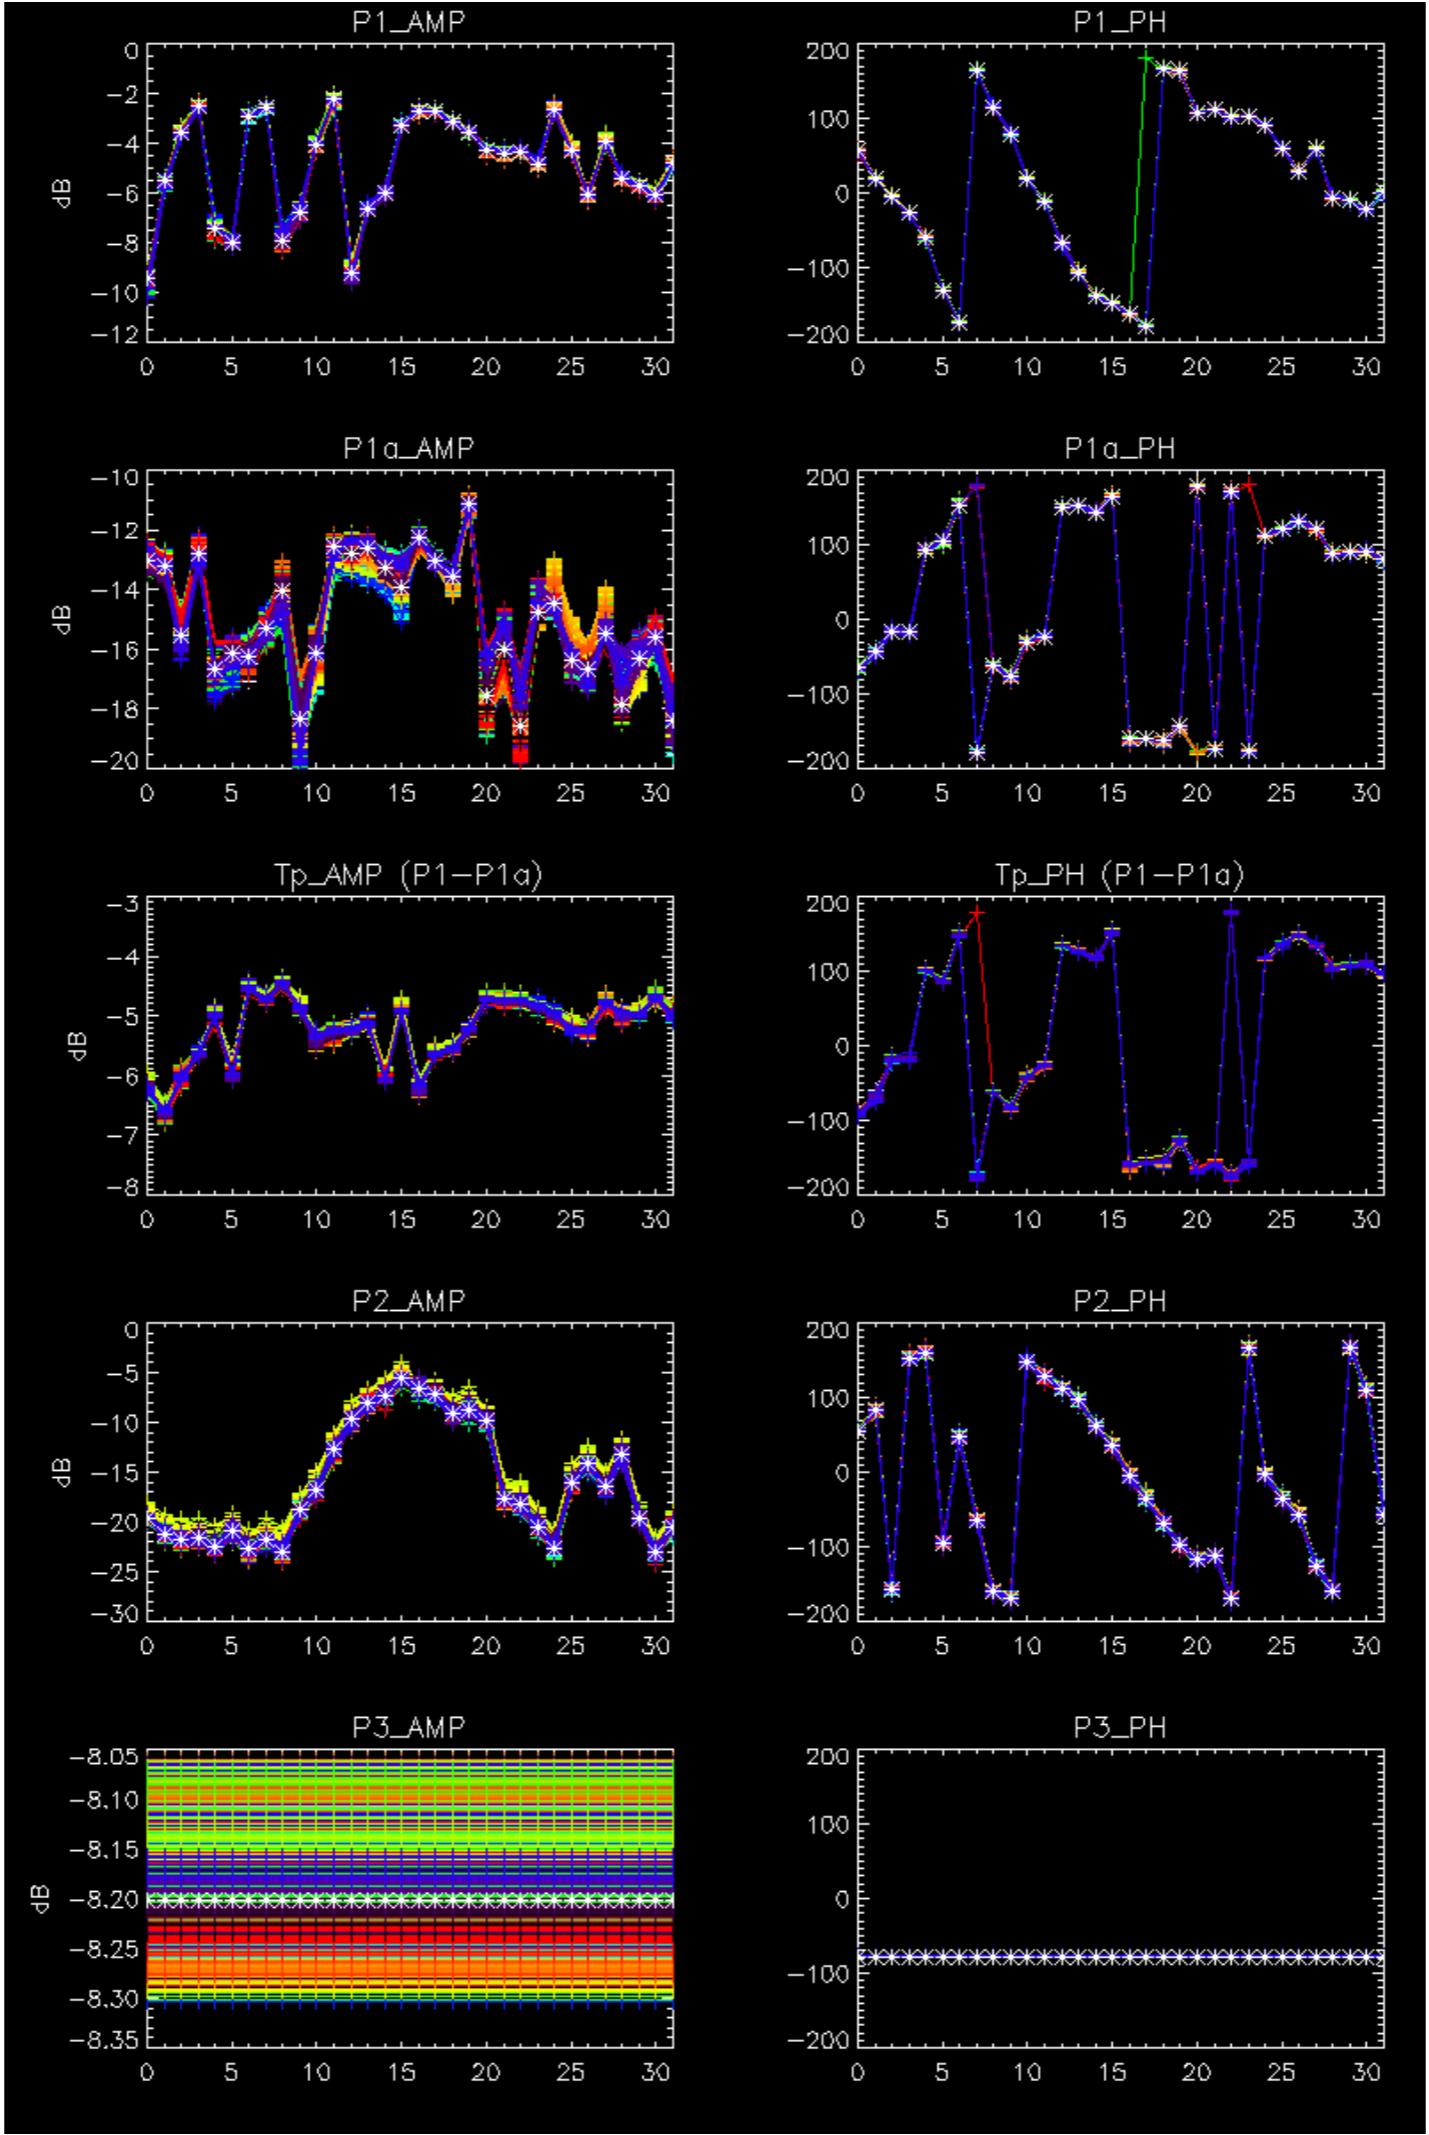 P1_AMP P1_PH
0 200
−2
100
−4
dB −6 0
−8
−100
−10
−12 −200
0 5 10 15 20 25 30 0 5 10 15 20 25 30
P1a_AMP P1a_PH
−10 200
−12 100
−14
dB 0
−16
−100
−18
−20 −200
0 5 10 15 20 25 30 0 5 10 15 20 25 30
Tp_AMP (P1−P1a) Tp_PH (P1−P1a)
−3 200
−4 100
−5
dB 0
−6
−100
−7
−8 −200
0 5 10 15 20 25 30 0 5 10 15 20 25 30
P2_AMP P2_PH
0 200
−5
100
−10
dB −15 0
−20
−100
−25
−30 −200
0 5 10 15 20 25 30 0 5 10 15 20 25 30
P3_AMP P3_PH
−8.05 200
−8.10
100
−8.15
dB −8.20 0
−8.25
−100
−8.30
−8.35 −200
0 5 10 15 20 25 30 0 5 10 15 20 25 30